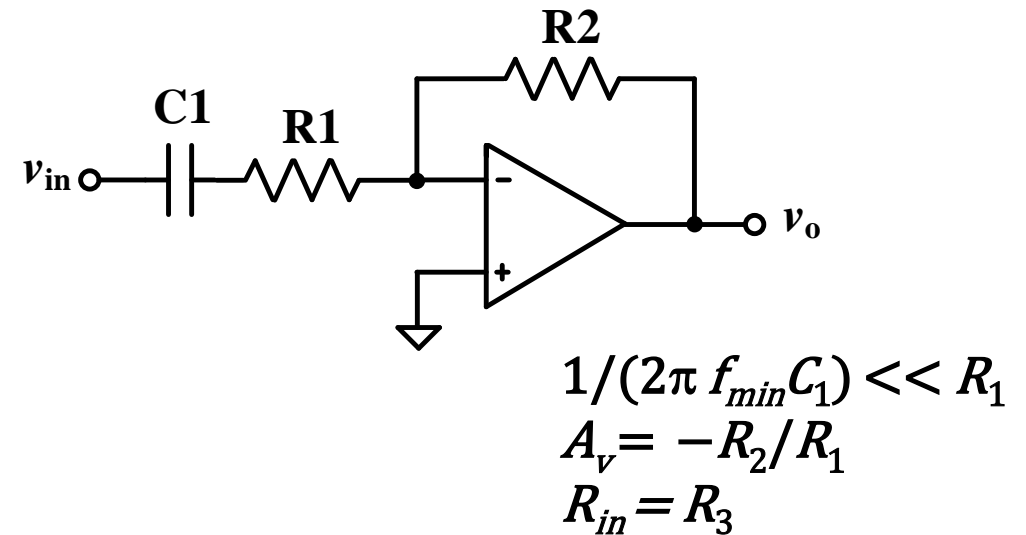 R2
C1
R1
vin
−
vo
+
1/(2π fminC1) << R1
Av= −R2/R1
Rin= R3